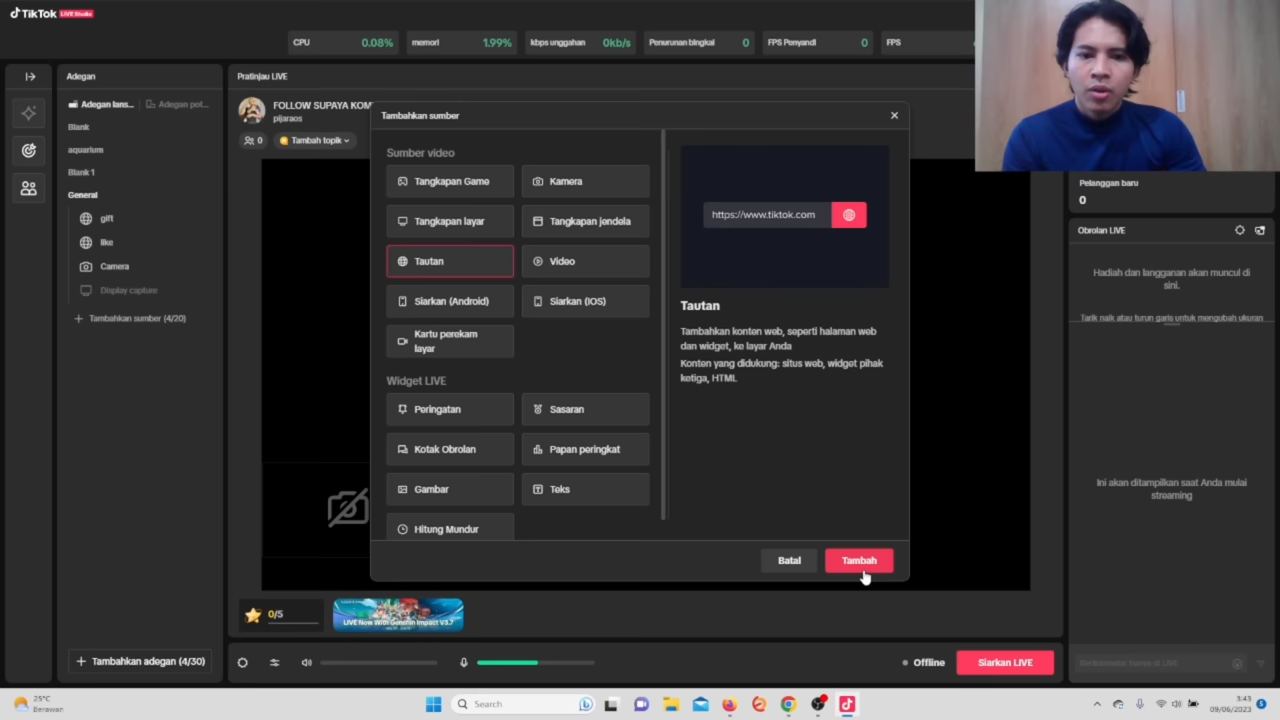 TikTok LIVE Studio
CPU 0.08%
memori 1.99%
kbps unggahan 0kb/s
Penurunan bingkai 0
FPS Penyandi 0
FPS
Adegan
Adegan lans...
Adegan pot...
Blank
aquarium
Blank 1
General
gift
like
Camera
Display capture
+ Tambahkan sumber (4/20)
+ Tambahkan adegan (4/30)
Pratinjau LIVE
FOLLOW SUPAYA KOM
pijaraos
0
Tambah topik
Tambahkan sumber
Sumber video
Tangkapan Game
Kamera
Tangkapan layar
Tangkapan jendela
Tautan
Video
Siarkan (Android)
Siarkan (IOS)
Kartu perekam
layar
Widget LIVE
Peringatan
Sasaran
Kotak Obrolan
Papan peringkat
Gambar
Teks
Hitung Mundur
https://www.tiktok.com
Tautan
Tambahkan konten web, seperti halaman web
dan widget, ke layar Anda
Konten yang didukung: situs web, widget pihak
ketiga, HTML
Batal
Tambah
0/5
LIVE Now With Genshin Impact V3.7
Offline
Siarkan LIVE
Pelanggan baru
0
Obrolan LIVE
Hadiah dan langganan akan muncul di
sini.
Tarik naik atau turun garis untuk mengubah ukuran
Ini akan ditampilkan saat Anda mulai
streaming
Berkomentar hanya di LIVE
25°C
Berawan
Search
3:43
09/06/2023
5